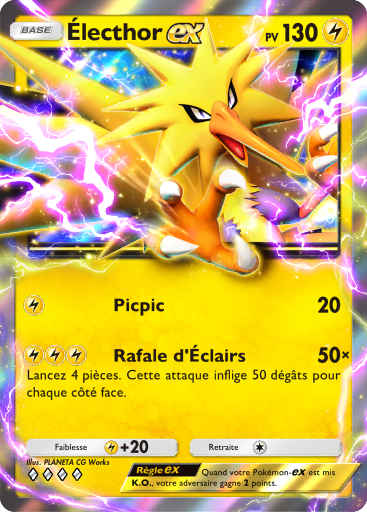 BASE Électhor ex PV 130
Picpic 20
Rafale d'Éclairs 50×
Lancez 4 pièces. Cette attaque inflige 50 dégâts pour
chaque côté face.
Faiblesse +20 Retraite
Illus. PLANETA CG Works
Règle ex Quand votre Pokémon-ex est mis
K.O., votre adversaire gagne 2 points.